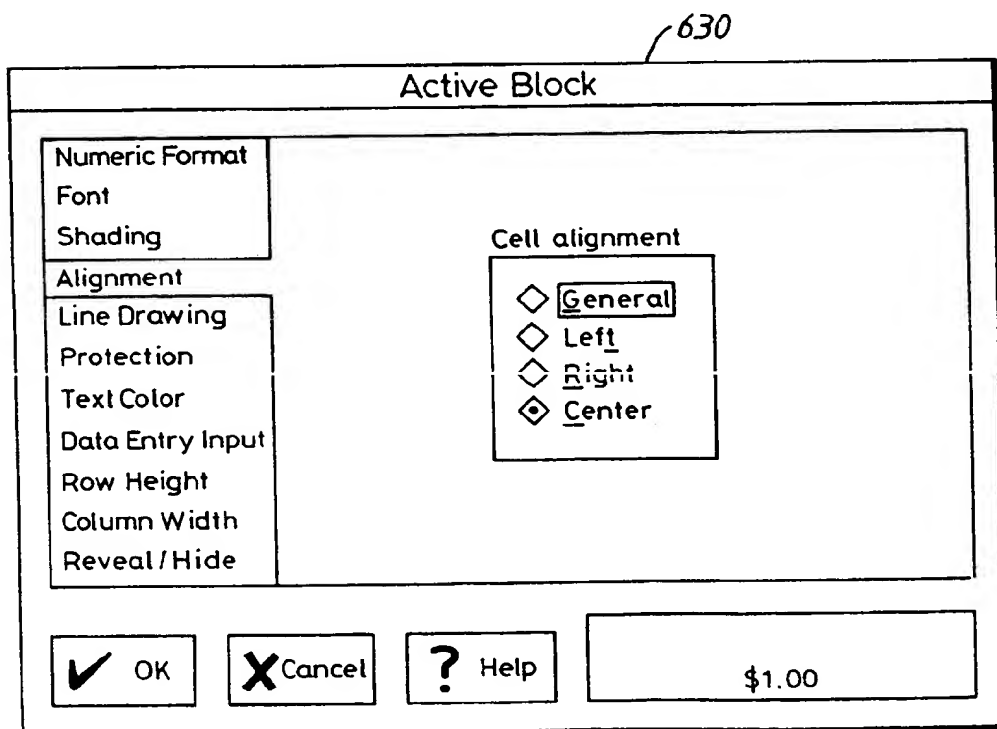 630
Active Block
Numeric Format
Font
Shading
Alignment
Line Drawing
Protection
Text Color
Data Entry Input
Row Height
Column Width
Reveal/Hide
Cell alignment
General
Left
Right
Center
OK
Cancel
? Help
$1.00